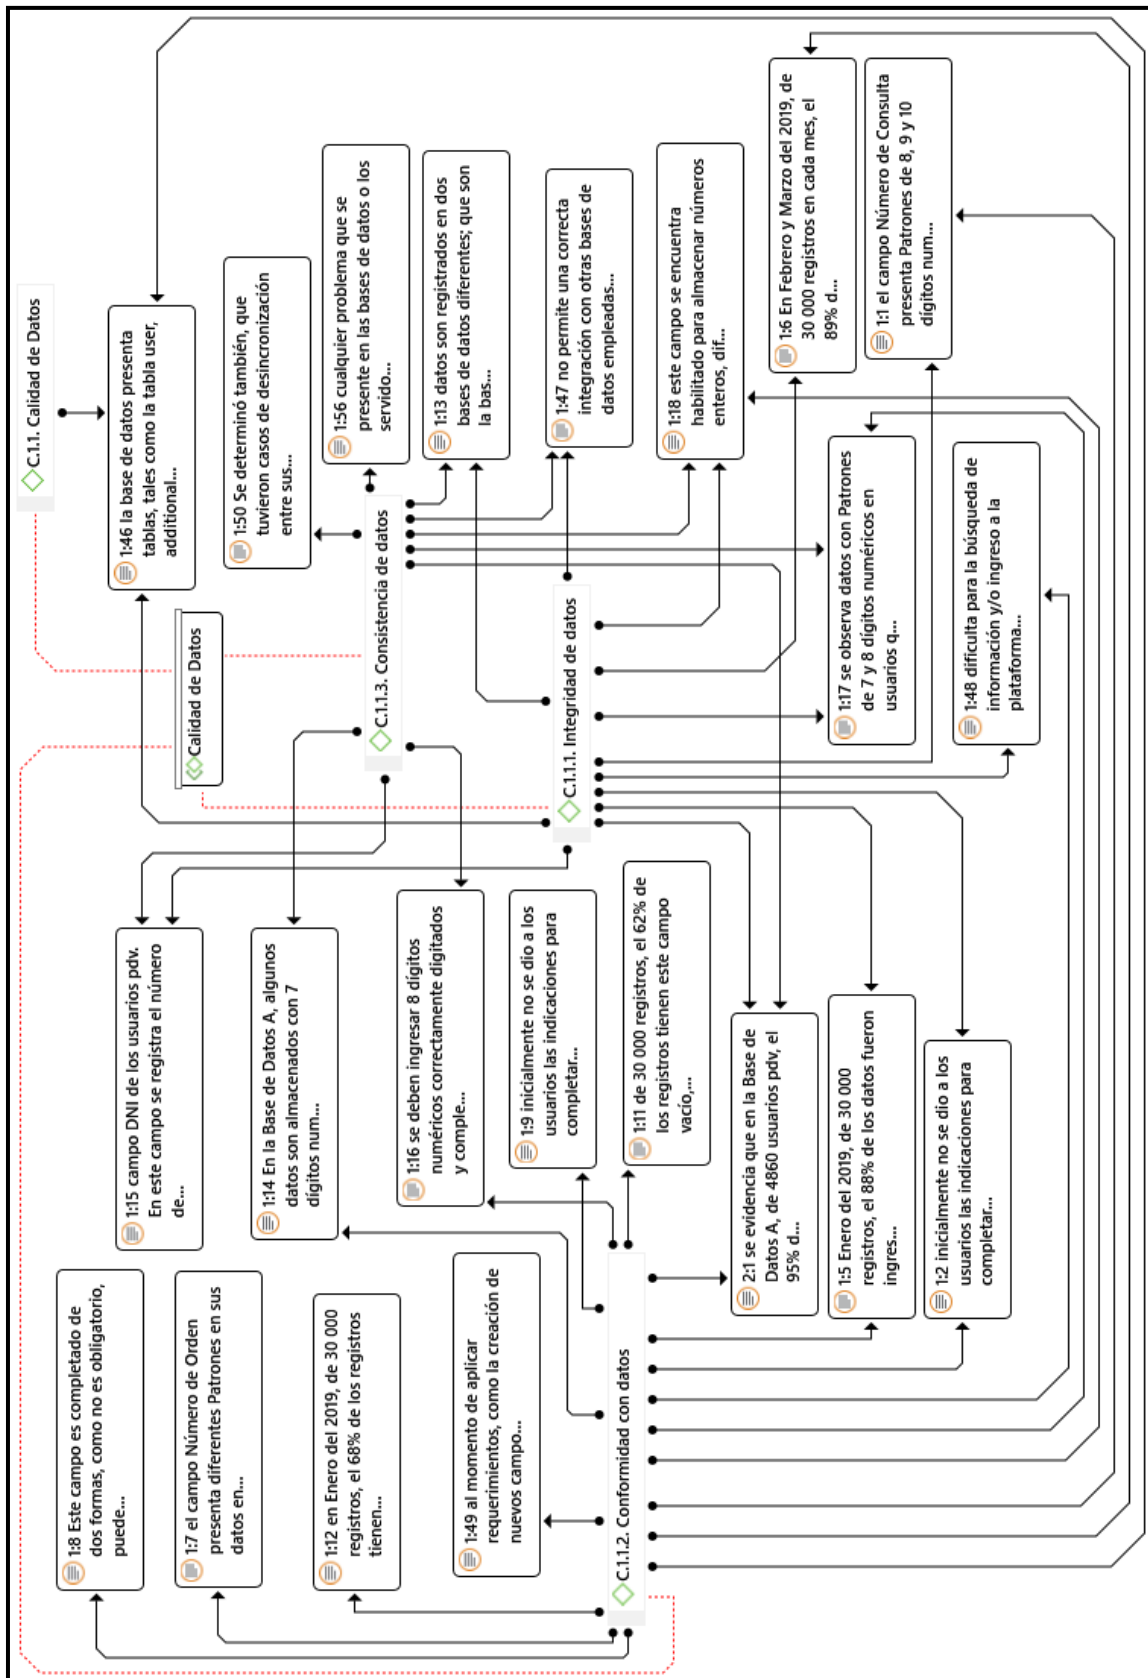 C.1.1. Calidad de Datos
1:46 la base de datos presenta
tablas, tales como la tabla user,
additional...
Calidad de Datos
1:50 Se determinó también, que
tuvieron casos de desincronización
entre sus...
1:56 cualquier problema que se
presente en las bases de datos o los
servido...
1:13 datos son registrados en dos
bases de datos diferentes; que son
la bas...
1:47 no permite una correcta
integración con otras bases de
datos empleadas...
1:18 este campo se encuentra
habilitado para almacenar números
enteros, dif...
1:6 En Febrero y Marzo del 2019, de
30 000 registros en cada mes, el
89% d...
1:1 el campo Número de Consulta
presenta Patrones de 8, 9 y 10
dígitos num...
C.1.1.3. Consistencia de datos
C.1.1.1. Integridad de datos
1:17 se observa datos con Patrones
de 7 y 8 dígitos numéricos en
usuarios q...
1:48 dificulta para la búsqueda de
información y/o ingreso a la
plataforma...
1:15 campo DNI de los usuarios pdv.
En este campo se registra el número
de...
1:14 En la Base de Datos A, algunos
datos son almacenados con 7
dígitos num...
1:16 se deben ingresar 8 dígitos
numéricos correctamente digitados
y comple...
1:9 inicialmente no se dio a los
usuarios las indicaciones para
completar...
1:11 de 30 000 registros, el 62% de
los registros tienen este campo
vacío,...
2:1 se evidencia que en la Base de
Datos A, de 4860 usuarios pdv, el
95% d...
1:5 Enero del 2019, de 30 000
registros, el 88% de los datos fueron
ingres...
1:2 inicialmente no se dio a los
usuarios las indicaciones para
completar...
1:8 Este campo es completado de
dos formas, como no es obligatorio,
puede...
1:7 el campo Número de Orden
presenta diferentes Patrones en sus
datos en...
1:12 en Enero del 2019, de 30 000
registros, el 68% de los registros
tienen...
1:49 al momento de aplicar
requerimientos, como la creación de
nuevos campo...
C.1.1.2. Conformidad con datos